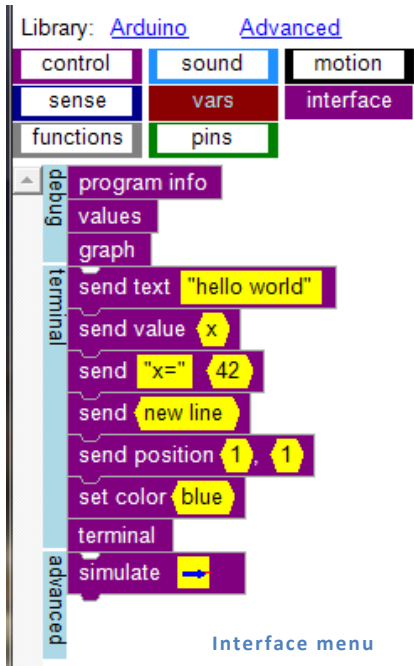 Library: Arduino Advanced
control sound motion
sense vars interface
functions pins
debug
program info
values
graph
terminal
send text "hello world"
send value x
send "x=" 42
send new line
send position 1 , 1
set color blue
terminal
advanced
simulate
Interface menu